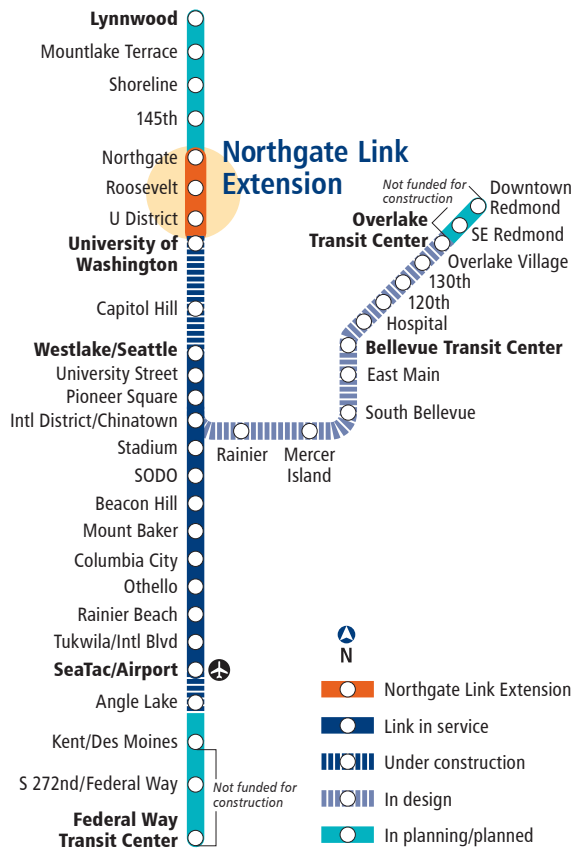 Lynnwood
Mountlake Terrace
Shoreline
145th
Northgate
Roosevelt
U District
Northgate Link
Extension
University of
Washington
Capitol Hill
Westlake/Seattle
University Street
Pioneer Square
Intl District/Chinatown
Stadium
SODO
Beacon Hill
Mount Baker
Columbia City
Othello
Rainier Beach
Tukwila/Intl Blvd
SeaTac/Airport
Angle Lake
Kent/Des Moines
S 272nd/Federal Way
Federal Way
Transit Center
Not funded for
construction
Not funded for
construction
Downtown
Redmond
SE Redmond
Overlake
Transit Center
Overlake Village
130th
120th
Hospital
Bellevue Transit Center
East Main
South Bellevue
Rainier
Mercer
Island
N
Northgate Link Extension
Link in service
Under construction
In design
In planning/planned